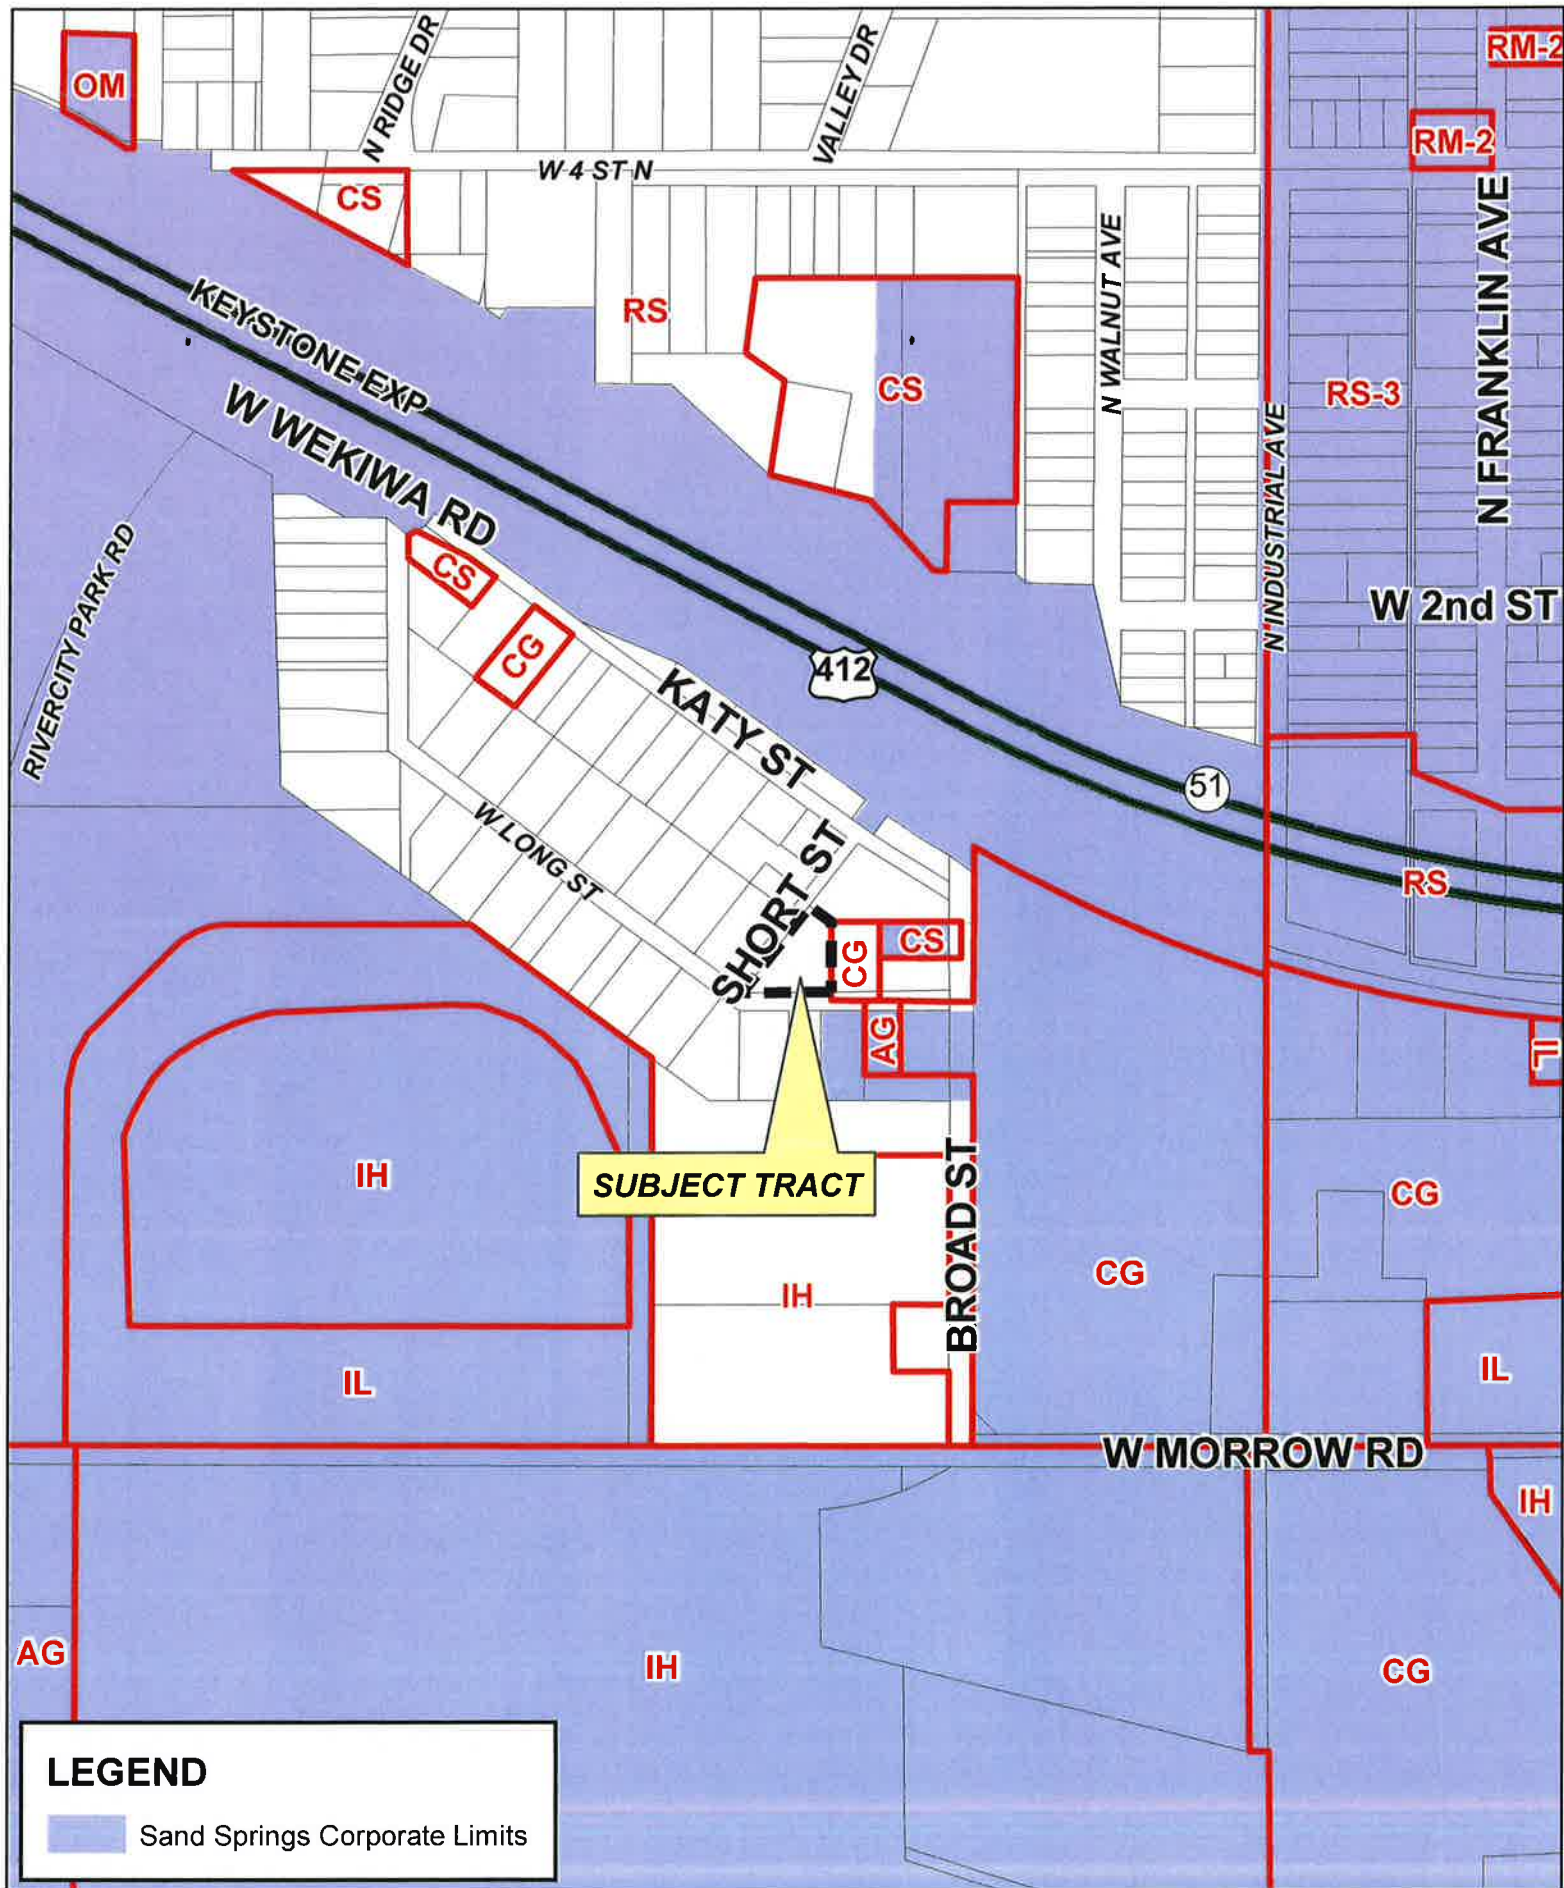 RM-2
OM
N RIDGE DR
VALLEY DR
RM-2
W 4 ST N
CS
N FRANKLIN AVE
N WALNUT AVE
KEYSTONE EXP
RS
CS
RS-3
W WEKIWA RD
N INDUSTRIAL AVE
RIVERCITY PARK RD
CS
W 2nd ST
CG
412
KATY ST
51
W LONG ST
SHORT ST
RS
CG
CS
AG
IL
SUBJECT TRACT
IH
CG
BROAD ST
CG
IH
IL
IL
W MORROW RD
IH
AG
IH
CG
LEGEND
Sand Springs Corporate Limits